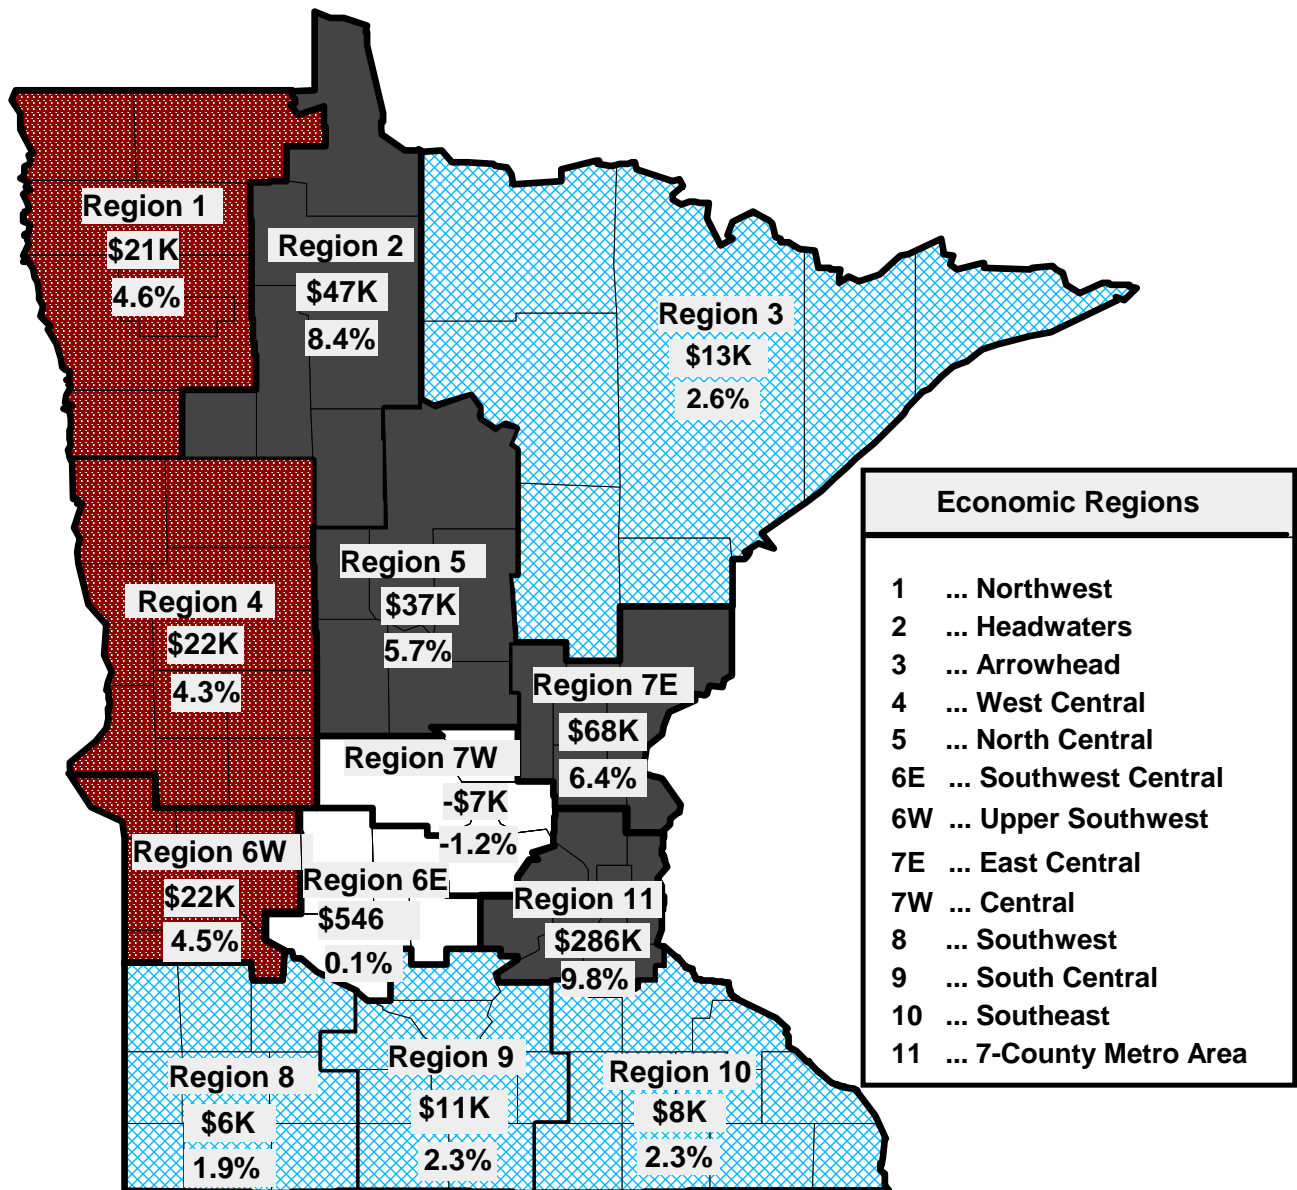 Region 1
$21K
4.6%
Region 2
$47K
8.4%
Region 3
$13K
2.6%
Region 4
$22K
4.3%
Region 5
$37K
5.7%
Region 7E
$68K
6.4%
Region 7W
-$7K
-1.2%
Region 6W
$22K
4.5%
Region 6E
$546
0.1%
Region 11
$286K
9.8%
Region 8
$6K
1.9%
Region 9
$11K
2.3%
Region 10
$8K
2.3%
Economic Regions
1 ... Northwest
2 ... Headwaters
3 ... Arrowhead
4 ... West Central
5 ... North Central
6E ... Southwest Central
6W ... Upper Southwest
7E ... East Central
7W ... Central
8 ... Southwest
9 ... South Central
10 ... Southeast
11 ... 7-County Metro Area